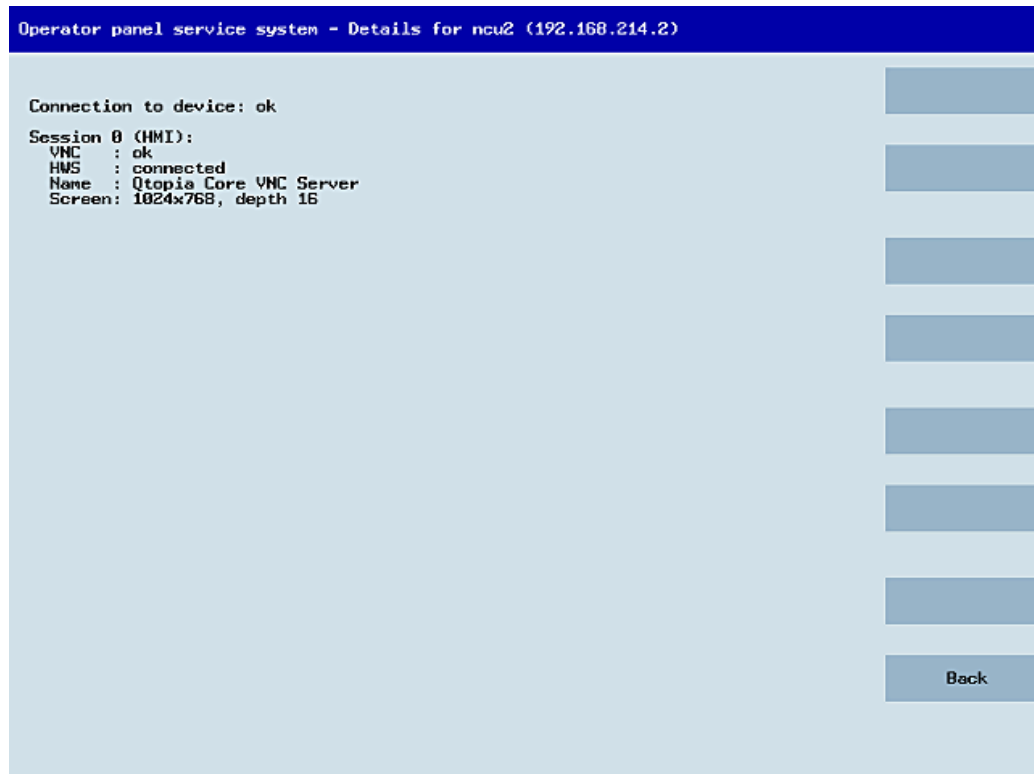 Operator panel service system - Details for ncu2 (192.168.214.2)
Connection to device: ok
Session 0 (HMI):
VNC : ok
HWS : connected
Name : Qtopia Core VNC Server
Screen: 1024x768, depth 16
Back